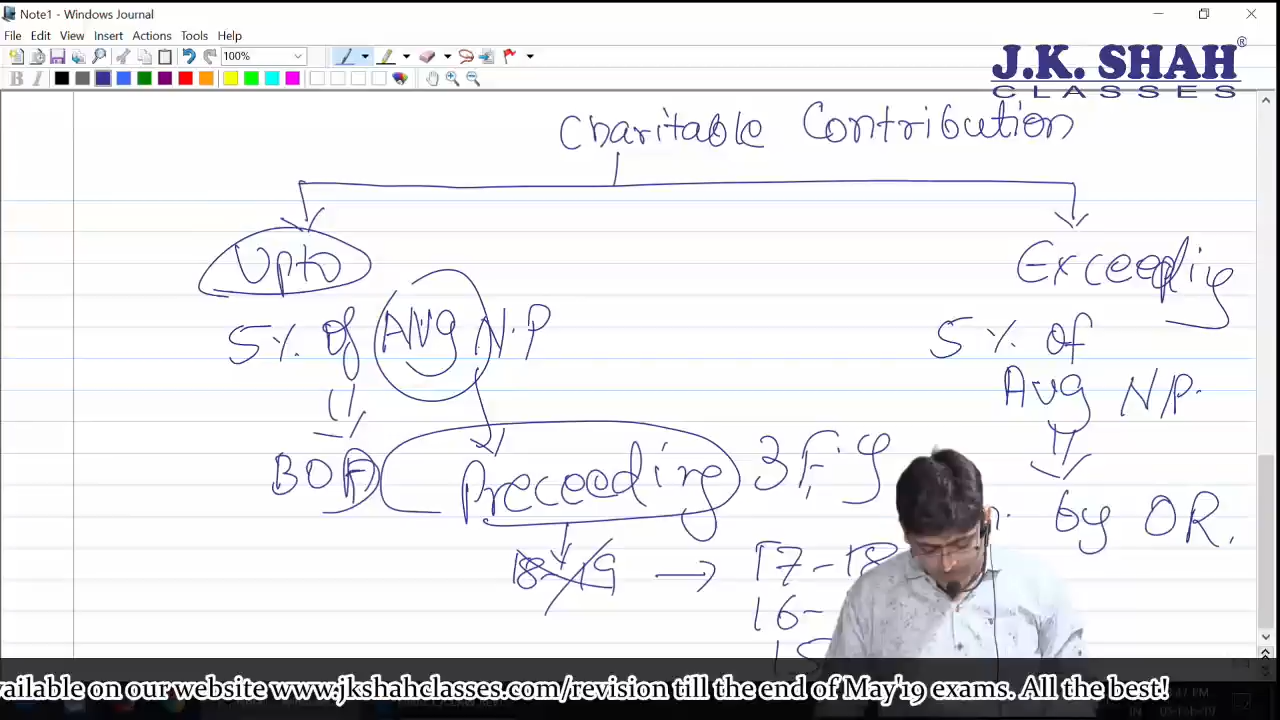 Note1 - Windows Journal
File Edit View Insert Actions Tools Help
100%
J.K. SHAH®
CLASSES
Charitable Contribution
Upto
Exceeding
5% of AVG N.P
5% of
Avg N/P.
BOD
Preceeding 3 F.Y
by OR.
18-19 → 17-18
16-
15
available on our website www.jkshahclasses.com/revision till the end of May'19 exams. All the best!